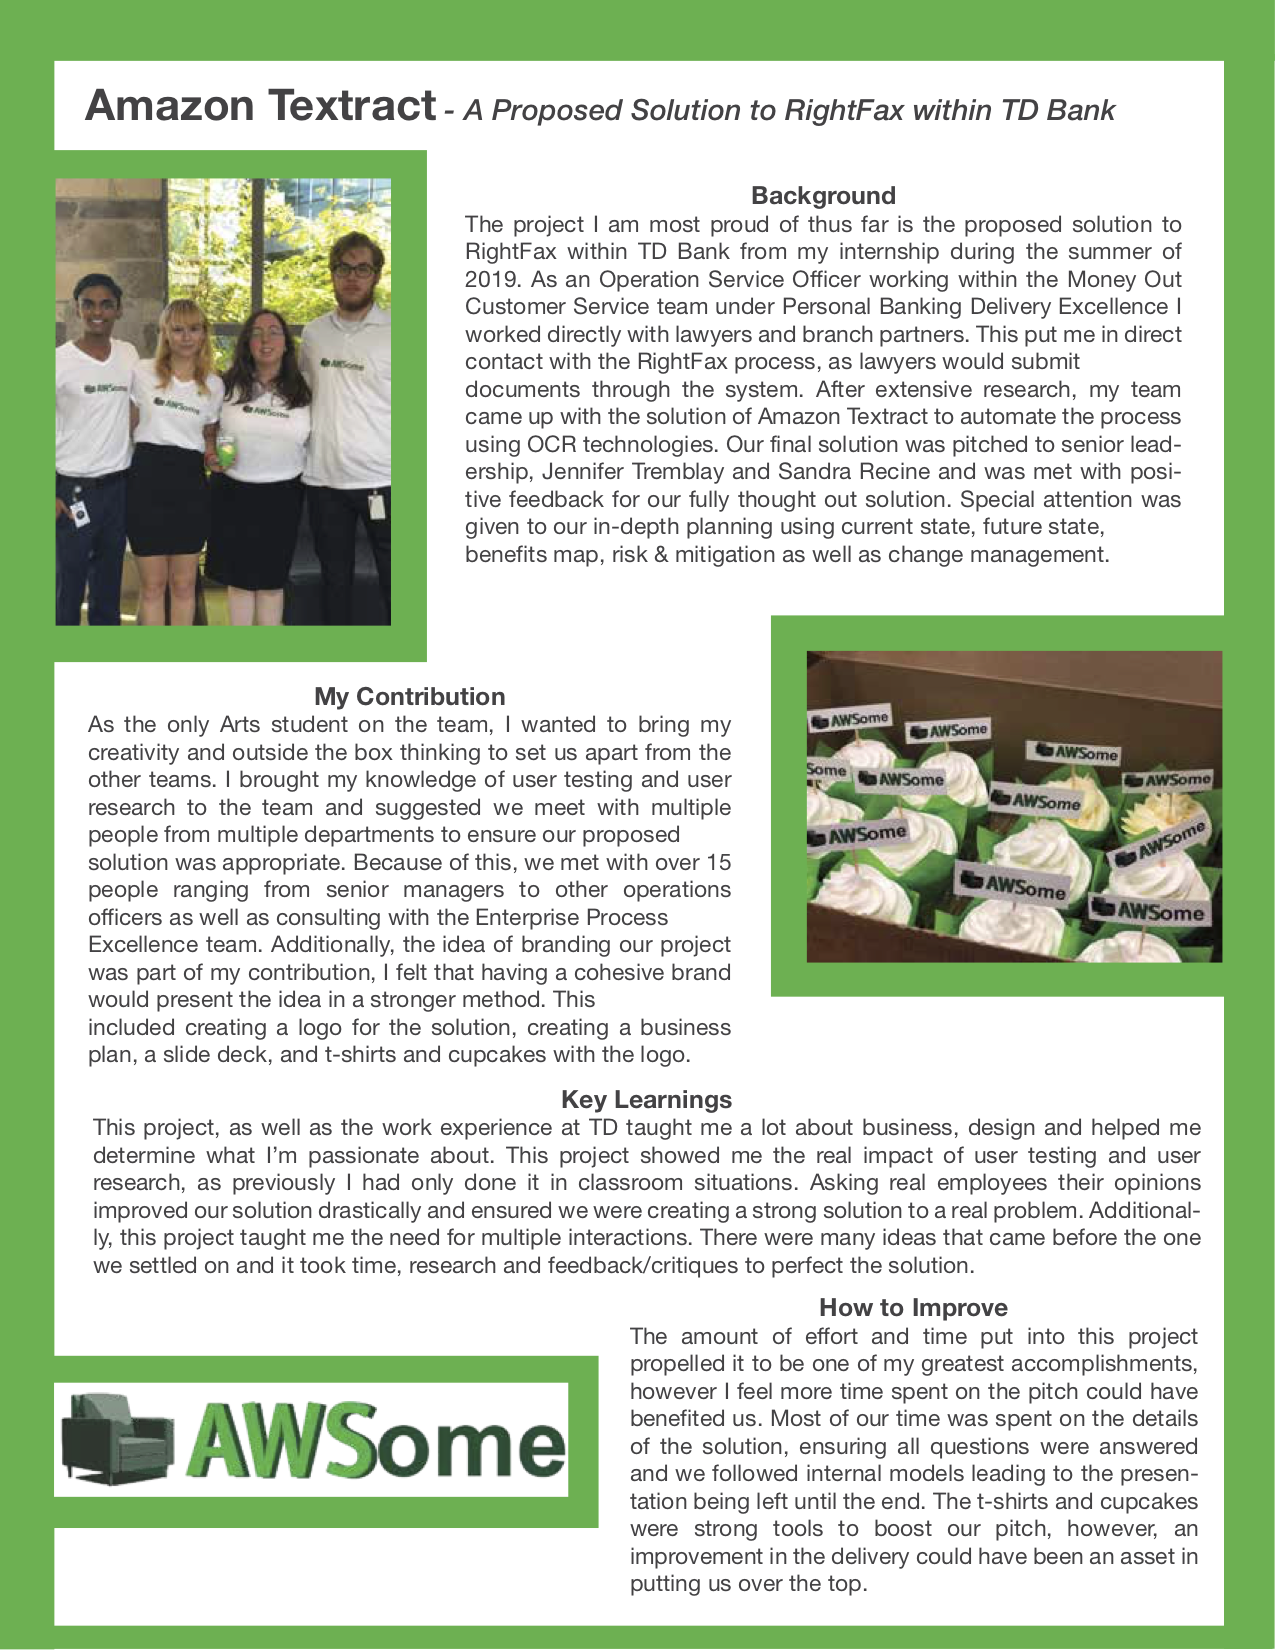 Amazon Textract - A Proposed Solution to RightFax within TD Bank
Background
The project I am most proud of thus far is the proposed solution to
RightFax within TD Bank from my internship during the summer of
2019. As an Operation Service Officer working within the Money Out
Customer Service team under Personal Banking Delivery Excellence I
worked directly with lawyers and branch partners. This put me in direct
contact with the RightFax process, as lawyers would submit
documents through the system. After extensive research, my team
came up with the solution of Amazon Textract to automate the process
using OCR technologies. Our final solution was pitched to senior lead-
ership, Jennifer Tremblay and Sandra Recine and was met with posi-
tive feedback for our fully thought out solution. Special attention was
given to our in-depth planning using current state, future state,
benefits map, risk & mitigation as well as change management.
AWSome
AWSome
AWSome
AWSome
My Contribution
As the only Arts student on the team, I wanted to bring my
creativity and outside the box thinking to set us apart from the
other teams. I brought my knowledge of user testing and user
research to the team and suggested we meet with multiple
people from multiple departments to ensure our proposed
solution was appropriate. Because of this, we met with over 15
people ranging from senior managers to other operations
officers as well as consulting with the Enterprise Process
Excellence team. Additionally, the idea of branding our project
was part of my contribution, I felt that having a cohesive brand
would present the idea in a stronger method. This
included creating a logo for the solution, creating a business
plan, a slide deck, and t-shirts and cupcakes with the logo.
AWSome
AWSome
AWSome
Some
AWSome
AWSome
AWSome
AWSome
AWSome
AWSome
AWSome
Key Learnings
This project, as well as the work experience at TD taught me a lot about business, design and helped me
determine what I'm passionate about. This project showed me the real impact of user testing and user
research, as previously I had only done it in classroom situations. Asking real employees their opinions
improved our solution drastically and ensured we were creating a strong solution to a real problem. Additional-
ly, this project taught me the need for multiple interactions. There were many ideas that came before the one
we settled on and it took time, research and feedback/critiques to perfect the solution.
How to Improve
The amount of effort and time put into this project
propelled it to be one of my greatest accomplishments,
however I feel more time spent on the pitch could have
benefited us. Most of our time was spent on the details
of the solution, ensuring all questions were answered
and we followed internal models leading to the presen-
tation being left until the end. The t-shirts and cupcakes
were strong tools to boost our pitch, however, an
improvement in the delivery could have been an asset in
putting us over the top.
AWSome